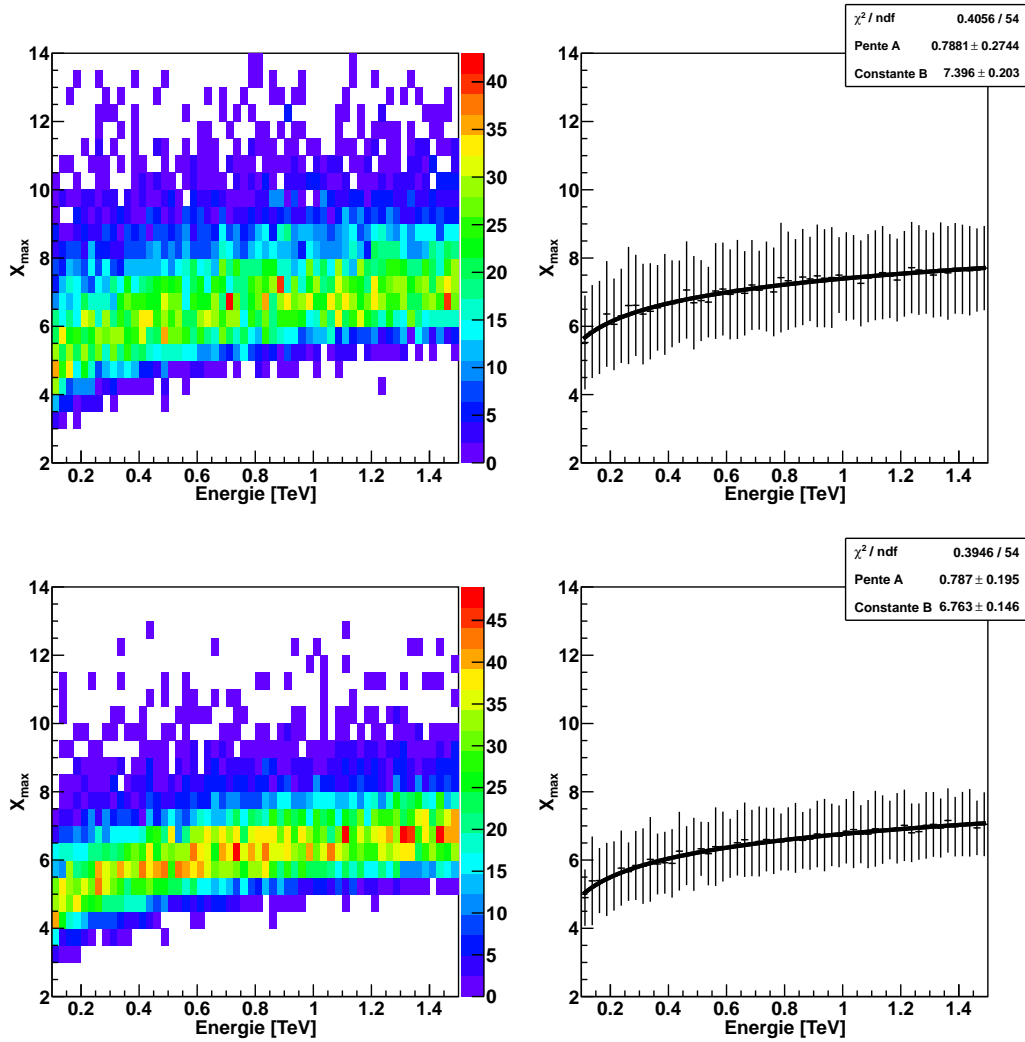 χ² / ndf 0.4056 / 54
Pente A 0.7881 ± 0.2744
Constante B 7.396 ± 0.203
14
12
10
8
6
4
2
X_max
0.2 0.4 0.6 0.8 1 1.2 1.4
Energie [TeV]
40
35
30
25
20
15
10
5
0
14
12
10
8
6
4
2
X_max
0.2 0.4 0.6 0.8 1 1.2 1.4
Energie [TeV]
χ² / ndf 0.3946 / 54
Pente A 0.787 ± 0.195
Constante B 6.763 ± 0.146
14
12
10
8
6
4
2
X_max
0.2 0.4 0.6 0.8 1 1.2 1.4
Energie [TeV]
45
40
35
30
25
20
15
10
5
0
14
12
10
8
6
4
2
X_max
0.2 0.4 0.6 0.8 1 1.2 1.4
Energie [TeV]